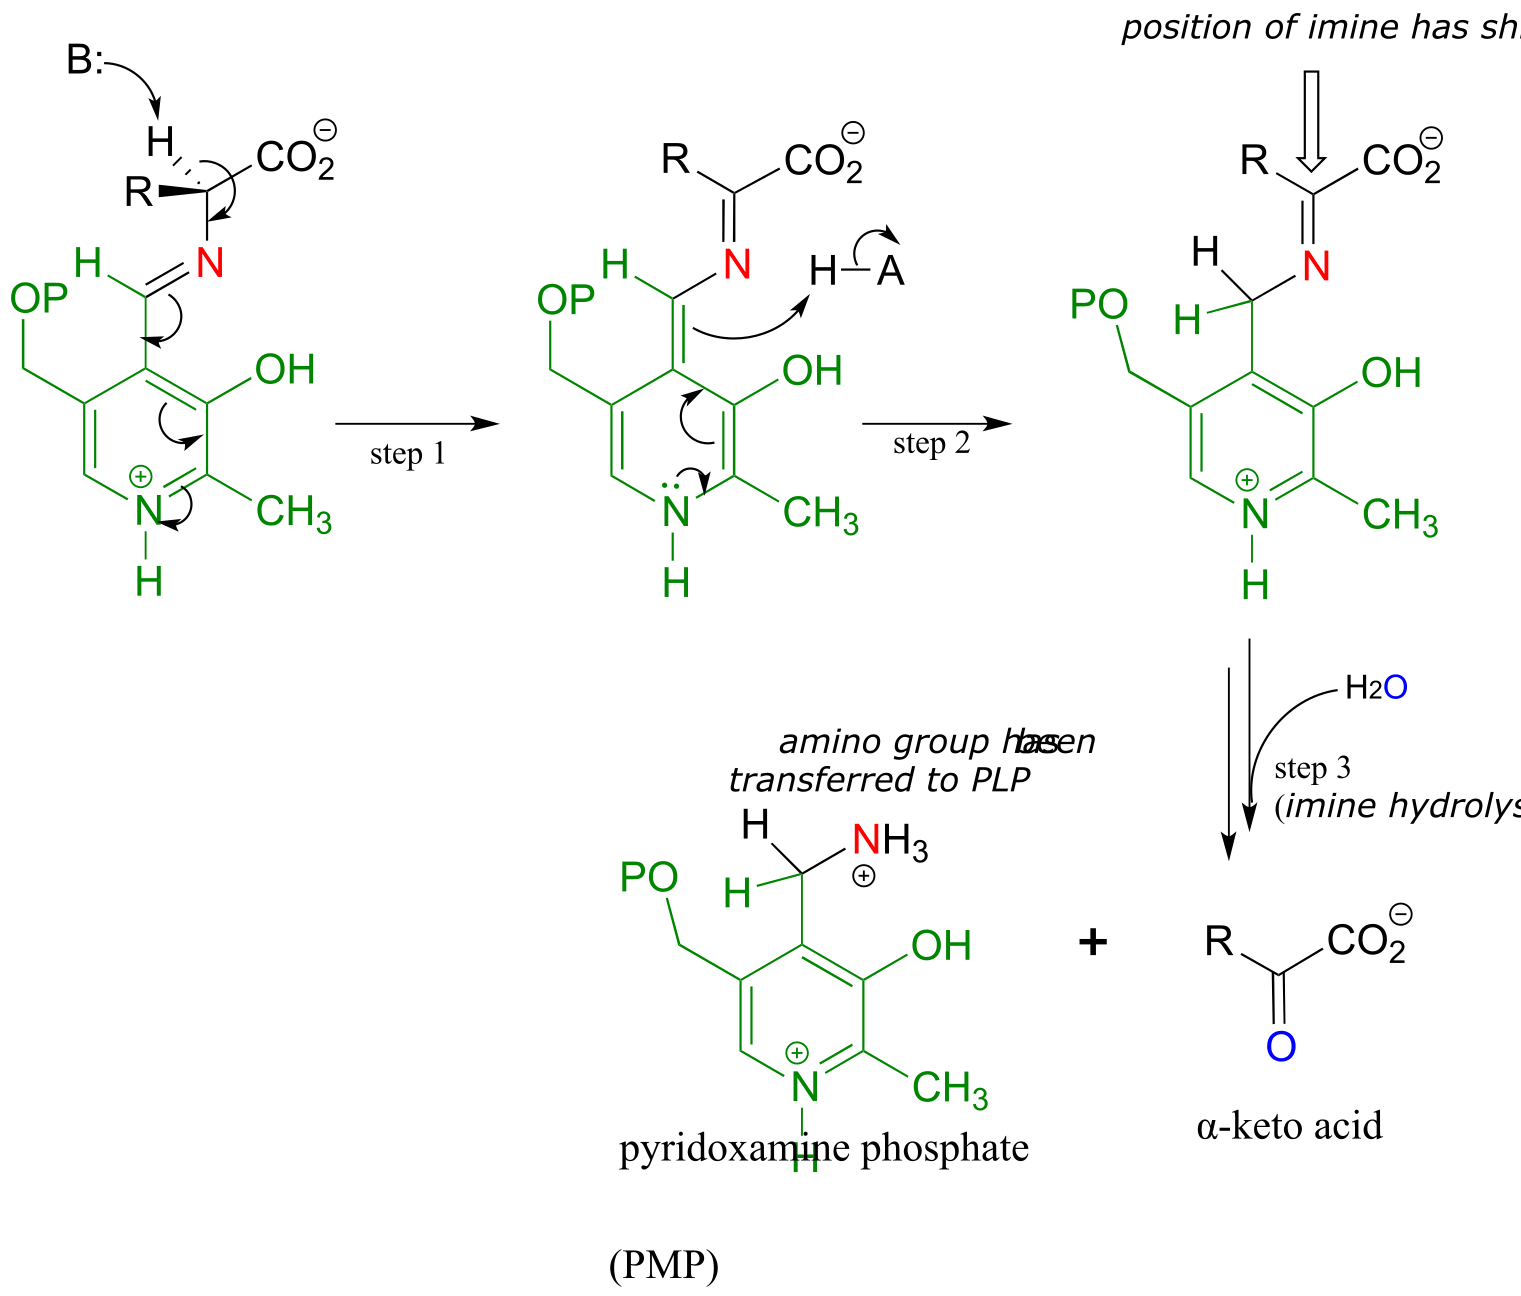 position of imine has sh
B:
H
CO2 ⊖
R
H
N
OP
OH
⊕
N
CH3
H
step 1
R
CO2 ⊖
H
N
H–A
OP
OH
N
CH3
H
step 2
R
CO2 ⊖
H
N
H
PO
OH
⊕
N
CH3
H
H2O
step 3
(imine hydrolys
amino group has been
transferred to PLP
H
NH3
⊕
H
PO
OH
⊕
N
CH3
H
pyridoxamine phosphate
(PMP)
+
R
CO2 ⊖
O
α-keto acid